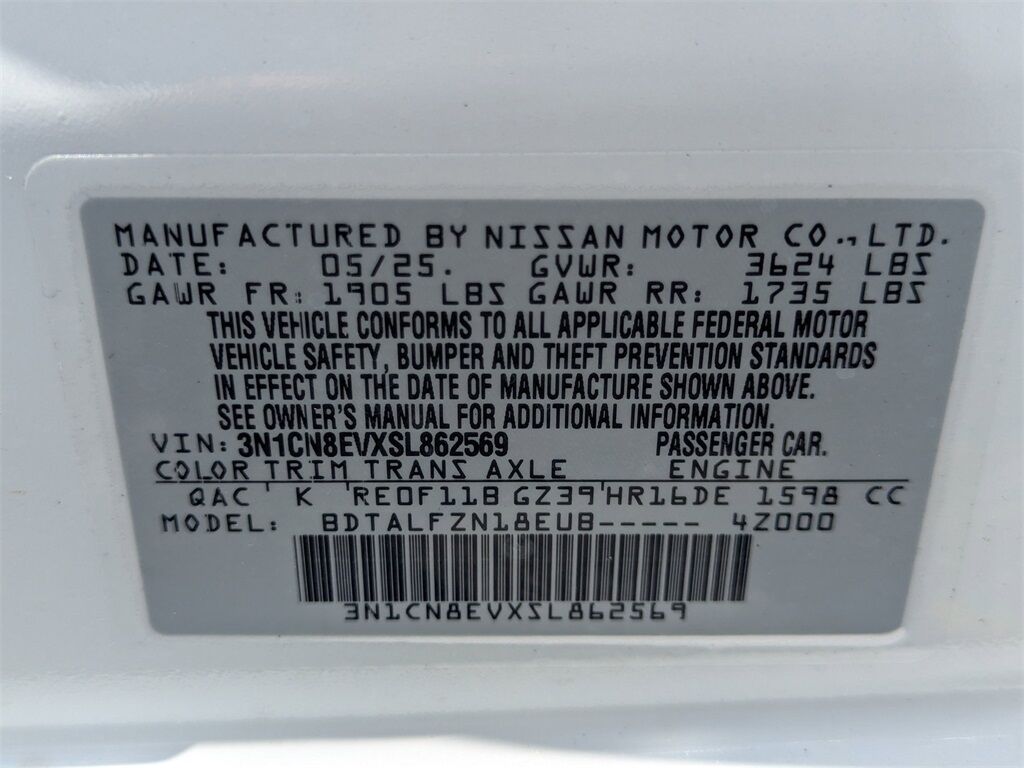 MANUFACTURED BY NISSAN MOTOR CO., LTD.
DATE: 05/25. GVWR: 3624 LBS
GAWR FR: 1905 LBS GAWR RR: 1735 LBS
THIS VEHICLE CONFORMS TO ALL APPLICABLE FEDERAL MOTOR
VEHICLE SAFETY, BUMPER AND THEFT PREVENTION STANDARDS
IN EFFECT ON THE DATE OF MANUFACTURE SHOWN ABOVE.
SEE OWNER'S MANUAL FOR ADDITIONAL INFORMATION.
VIN: 3N1CN8EVXSL862569 PASSENGER CAR.
COLOR TRIM TRANS AXLE ENGINE
QAC K RE0F11B GZ39 HR16DE 1598 CC
MODEL: BDTALFZN18EUB----- 4Z000
3N1CN8EVXSL862569